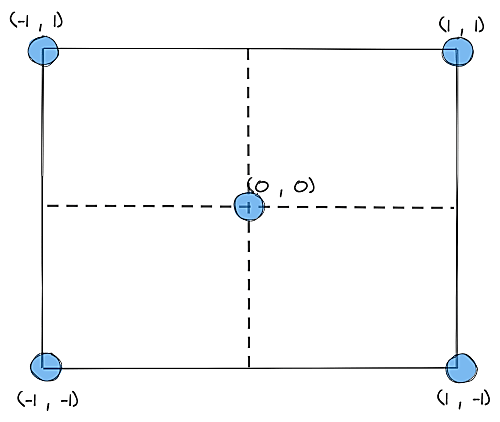 (-1 , 1)
(1 , 1)
(0 , 0)
(-1 , -1)
(1 , -1)